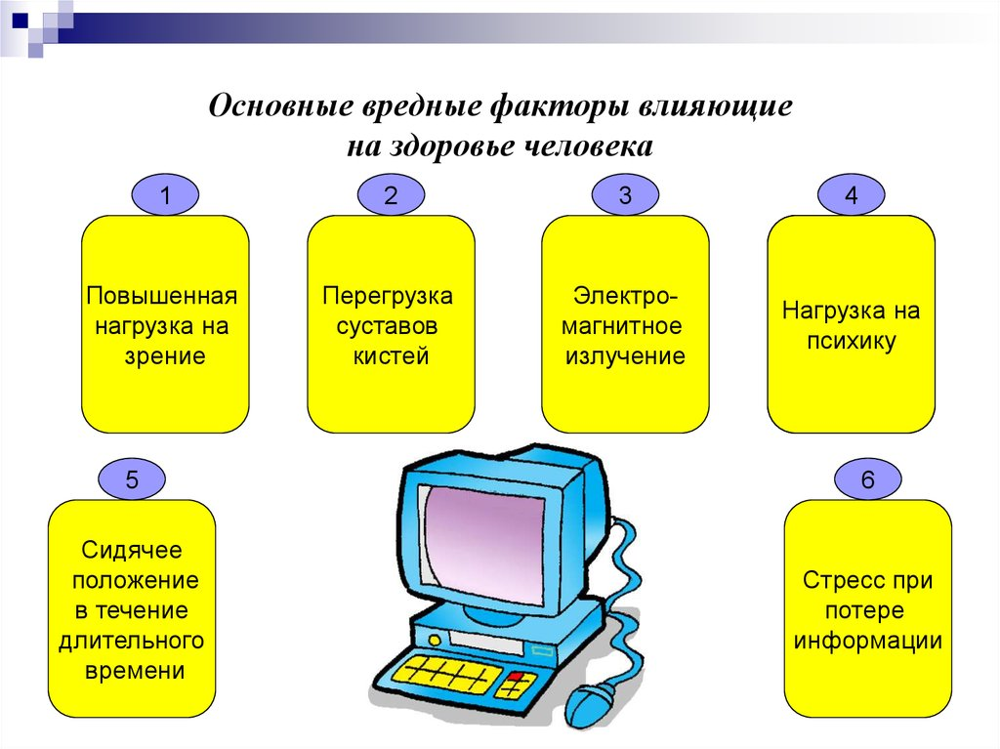 Основные вредные факторы влияющие
на здоровье человека
1
Повышенная
нагрузка на
зрение
2
Перегрузка
суставов
кистей
3
Электро-
магнитное
излучение
4
Нагрузка на
психику
5
Сидячее
положение
в течение
длительного
времени
6
Стресс при
потере
информации